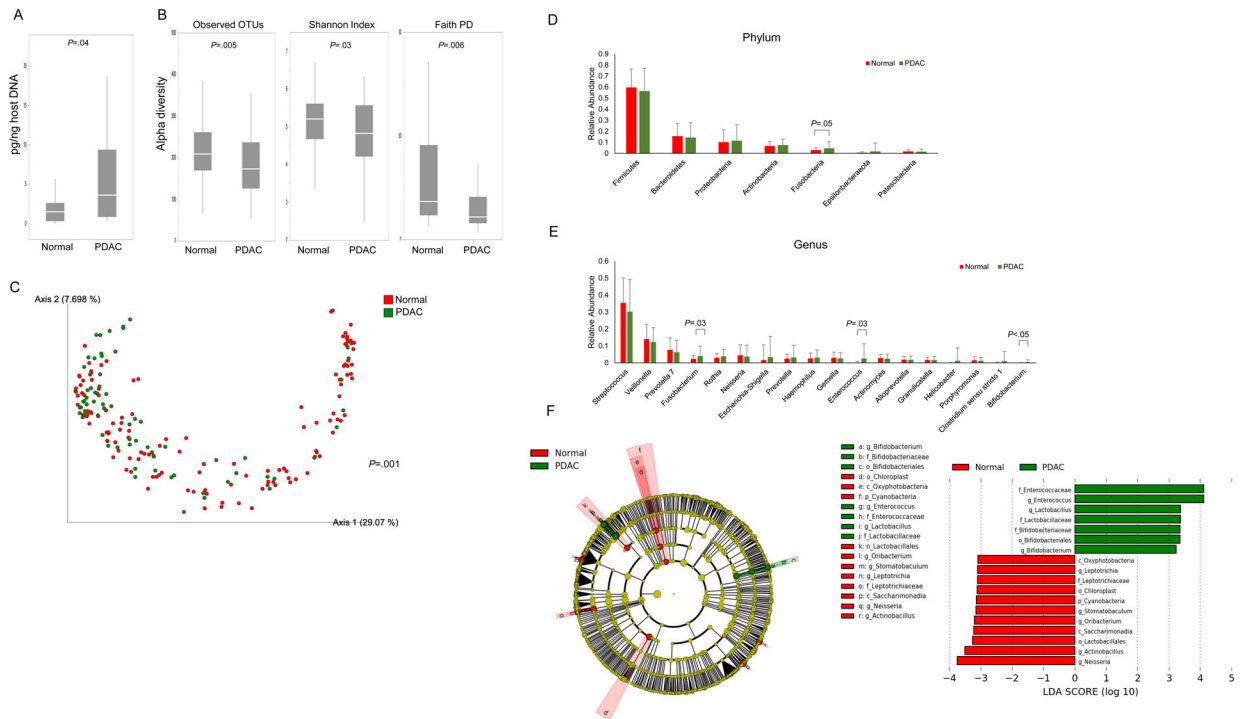 A
P=.04
pg/ng host DNA
Normal
PDAC
B
Observed OTUs
Shannon Index
Faith PD
P=.005
P=.03
P=.006
Alpha diversity
Normal
PDAC
Normal
PDAC
Normal
PDAC
C
Axis 2 (7.698 %)
Normal
PDAC
P=.001
Axis 1 (29.07 %)
D
Phylum
Normal
PDAC
Relative Abundance
0.9
0.8
0.7
0.6
0.5
0.4
0.3
0.2
0.1
0
P=.05
Firmicutes
Bacteroidetes
Proteobacteria
Actinobacteria
Fusobacteria
Epsilonbacteraeota
Patescibacteria
E
Genus
Normal
PDAC
Relative Abundance
0.6
0.5
0.4
0.3
0.2
0.1
0
P=.03
P=.03
P<.05
Streptococcus
Veillonella
Prevotella 7
Fusobacterium
Rothia
Neisseria
Escherichia-Shigella
Prevotella
Haemophilus
Gemella
Enterococcus
Actinomyces
Alloprevotella
Granulicatella
Helicobacter
Porphyromonas
Clostridium sensu stricto 1
Bifidobacterium
F
Normal
PDAC
f
e
d
a: g_Bifidobacterium
b: f_Bifidobacteriaceae
c: o_Bifidobacteriales
d: o_Chloroplast
e: c_Oxyphotobacteria
f: p_Cyanobacteria
g: g_Enterococcus
h: f_Enterococcaceae
i: g_Lactobacillus
j: f_Lactobacillaceae
k: o_Lactobacillales
l: g_Oribacterium
m: g_Stomatobaculum
n: g_Leptotrichia
o: f_Leptotrichiaceae
p: c_Saccharimonadia
q: g_Neisseria
r: g_Actinobacillus
Normal
PDAC
f_Enterococcaceae
g_Enterococcus
g_Lactobacillus
f_Lactobacillaceae
f_Bifidobacteriaceae
o_Bifidobacteriales
g_Bifidobacterium
c_Oxyphotobacteria
g_Leptotrichia
f_Leptotrichiaceae
o_Chloroplast
p_Cyanobacteria
g_Stomatobaculum
g_Oribacterium
c_Saccharimonadia
o_Lactobacillales
g_Actinobacillus
g_Neisseria
−4 −3 −2 −1 0 1 2 3 4 5
LDA SCORE (log 10)